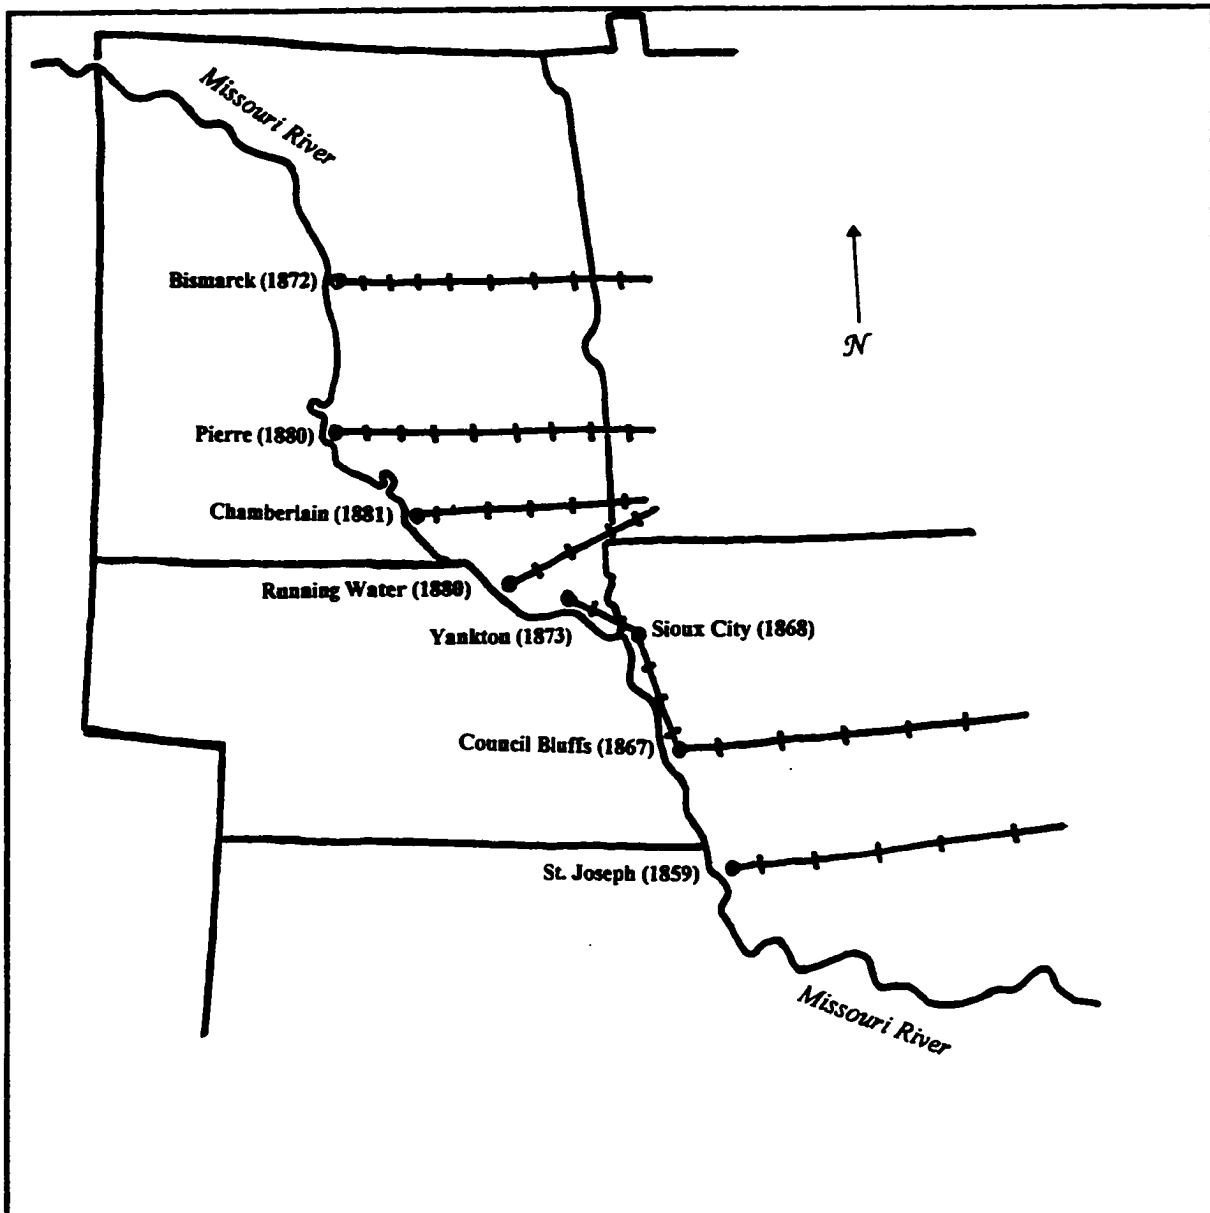 Missouri River
Bismarck (1872)
N
Pierre (1880)
Chamberlain (1881)
Running Water (1880)
Yankton (1873)
Sioux City (1868)
Council Bluffs (1867)
St. Joseph (1859)
Missouri River